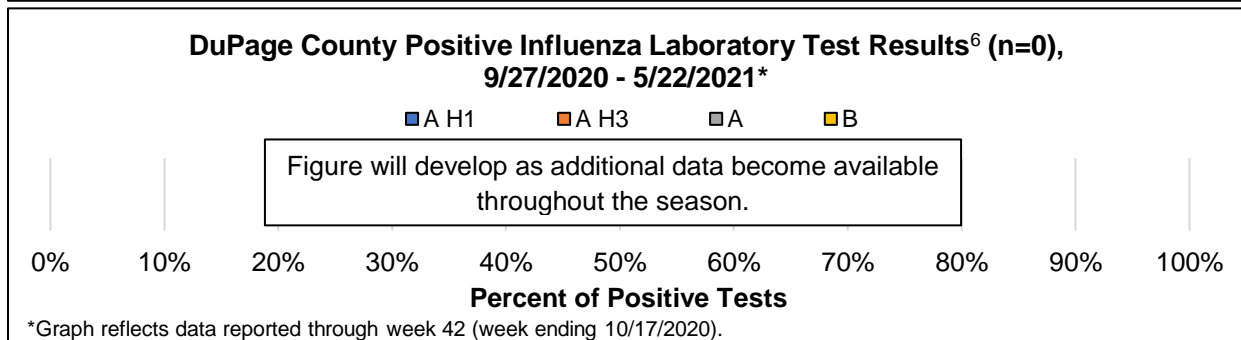 DuPage County Positive Influenza Laboratory Test Results⁶ (n=0),
9/27/2020 - 5/22/2021*
A H1 A H3 A B
Figure will develop as additional data become available
throughout the season.
0% 10% 20% 30% 40% 50% 60% 70% 80% 90% 100%
Percent of Positive Tests
*Graph reflects data reported through week 42 (week ending 10/17/2020).